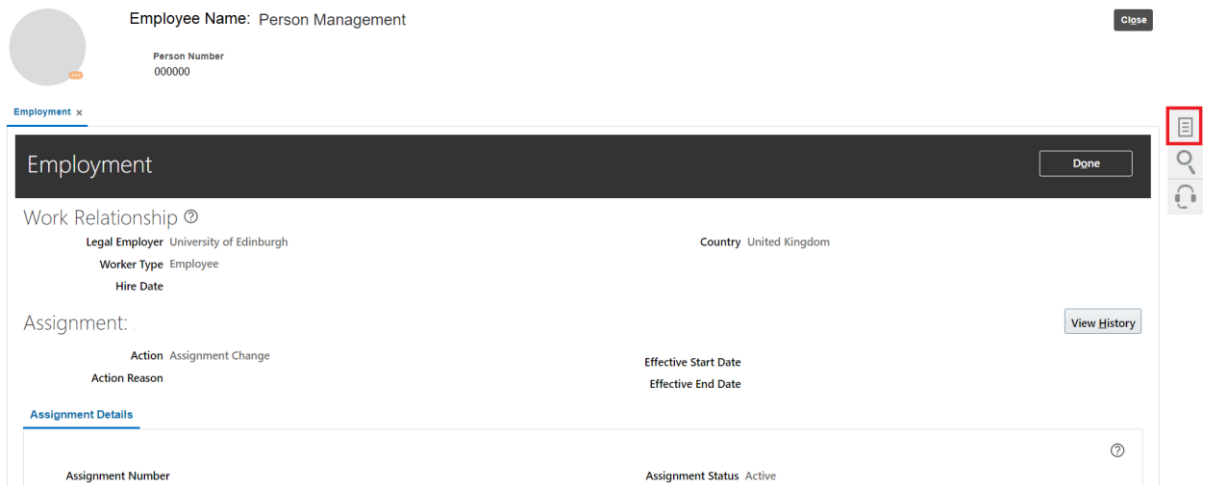 Employee Name: Person Management
Close
Person Number
000000
Employment x
Employment
Done
Work Relationship ?
Legal Employer University of Edinburgh
Country United Kingdom
Worker Type Employee
Hire Date
Assignment:
View History
Action Assignment Change
Effective Start Date
Action Reason
Effective End Date
Assignment Details
?
Assignment Number
Assignment Status Active